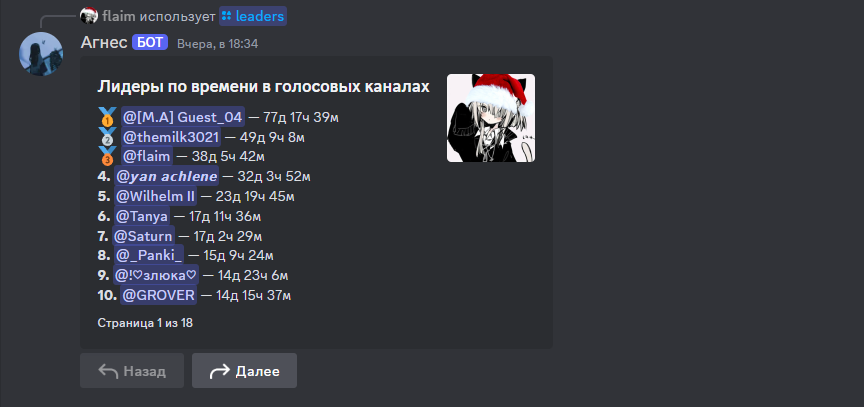 flaim использует leaders
Агнес БОТ Вчера, в 18:34
Лидеры по времени в голосовых каналах
@[M.A] Guest_04 — 77д 17ч 39м
@themilk3021 — 49д 9ч 8м
@flaim — 38д 5ч 42м
4. @yan achlene — 32д 3ч 52м
5. @Wilhelm II — 23д 19ч 45м
6. @Tanya — 17д 11ч 36м
7. @Saturn — 17д 2ч 29м
8. @_Panki_ — 15д 9ч 24м
9. @!♡злюка♡ — 14д 23ч 6м
10. @GROVER — 14д 15ч 37м
Страница 1 из 18
Назад Далее